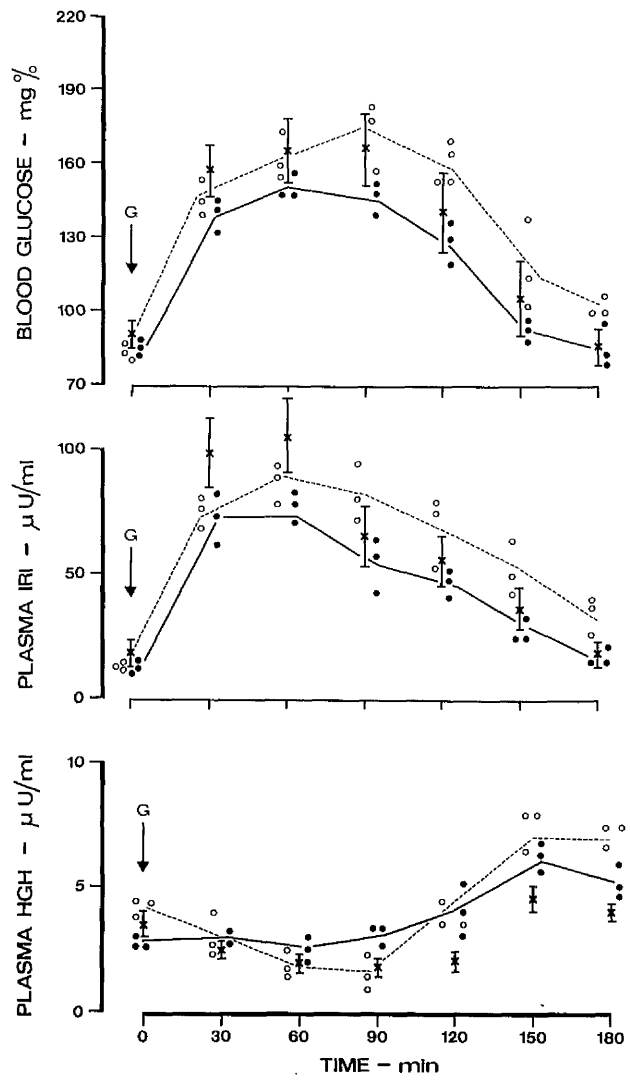 220
190
160
130
100
70
BLOOD GLUCOSE – mg %
G
100
50
0
PLASMA IRI – µU/ml
G
10
5
0
PLASMA HGH – µU/ml
G
0 30 60 90 120 150 180
TIME – min